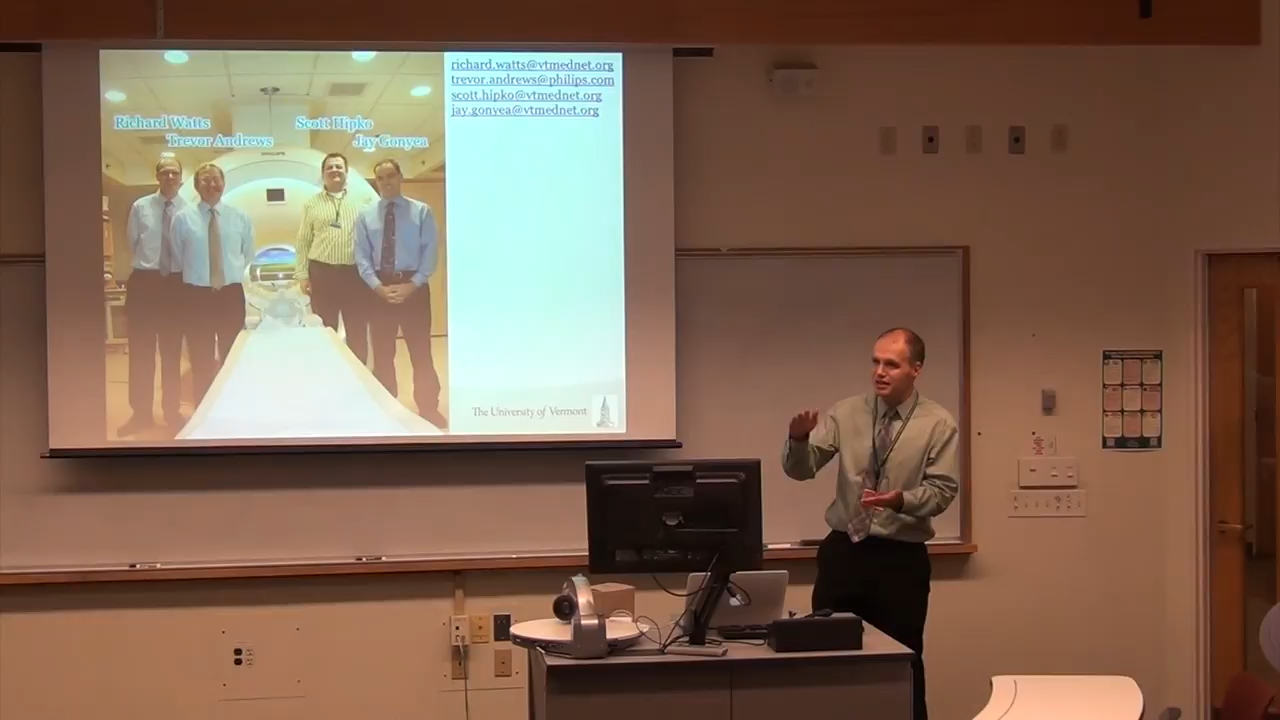 richard.watts@vtmednet.org
trevor.andrews@philips.com
scott.hipko@vtmednet.org
jay.gonyea@vtmednet.org
Richard Watts
Scott Hipko
Trevor Andrews
Jay Gonyea
PHILIPS
The University of Vermont